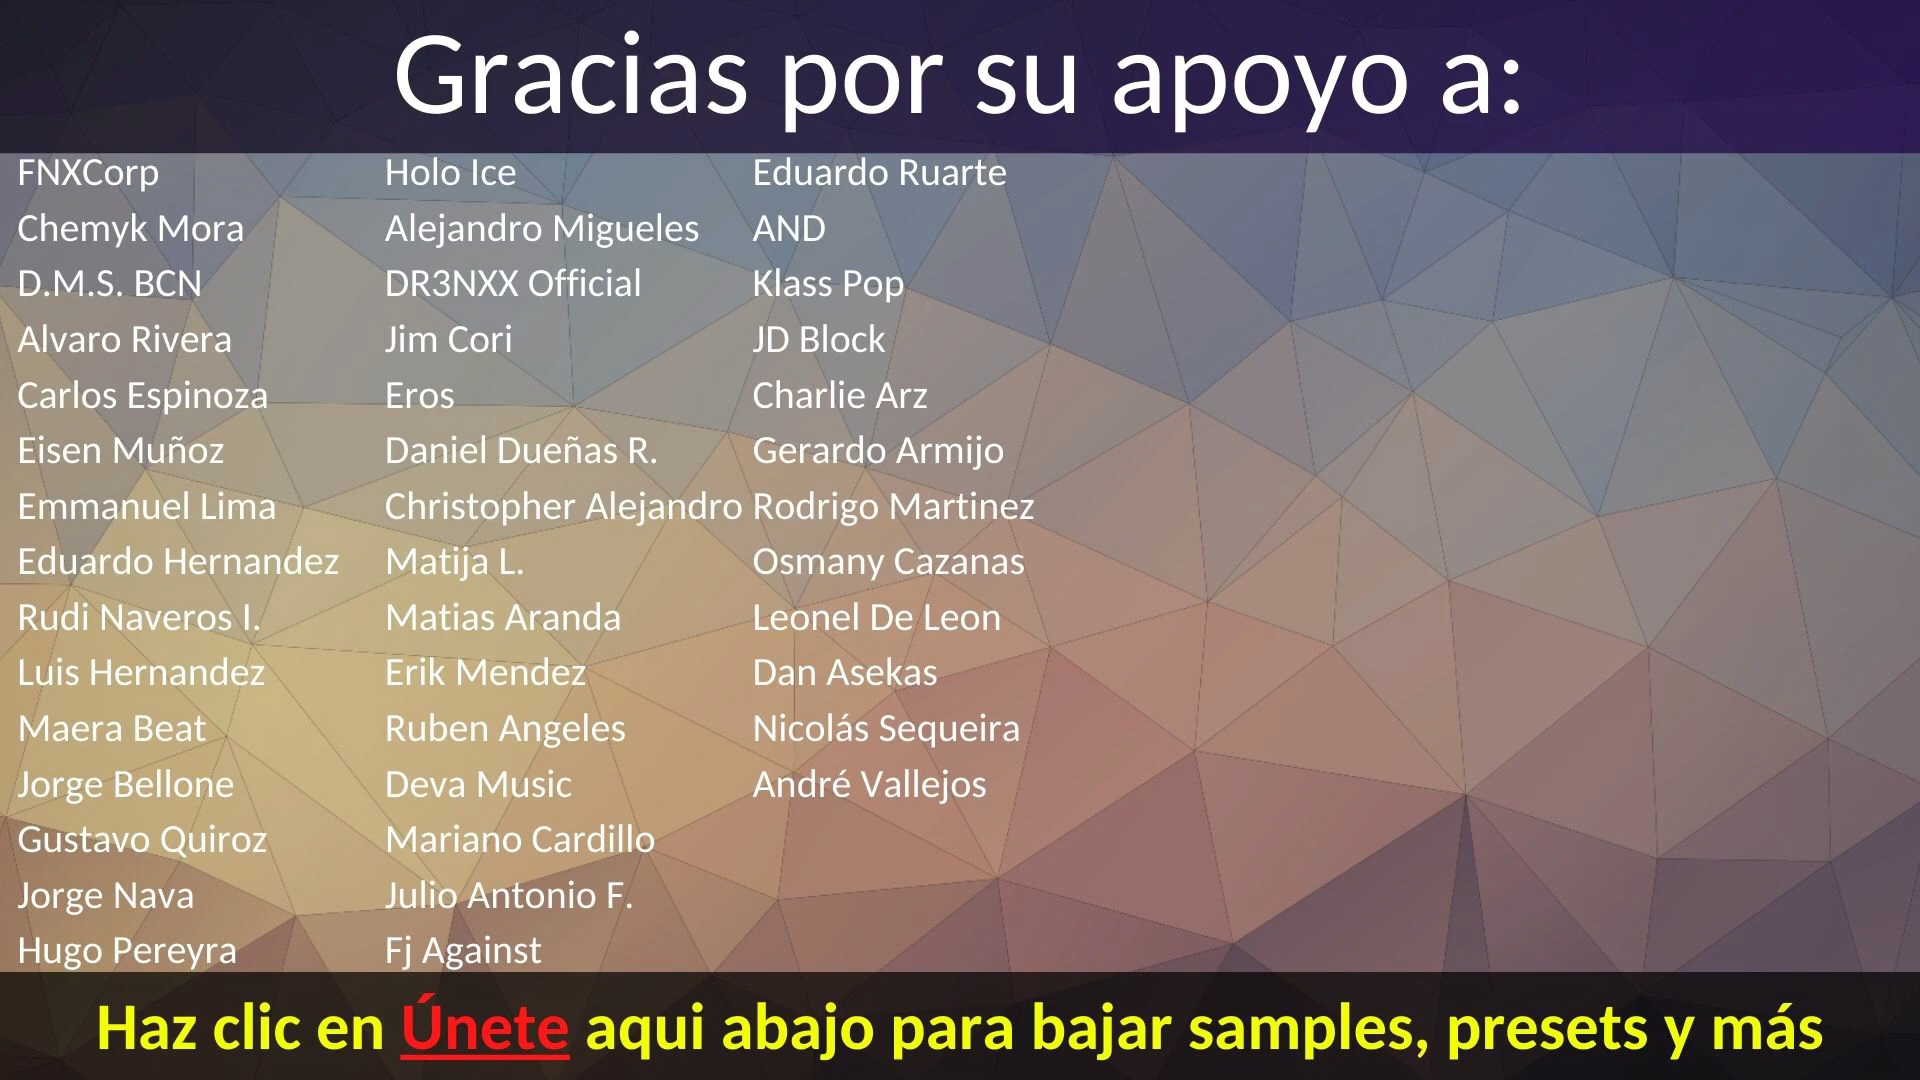 Gracias por su apoyo a:
FNXCorp
Chemyk Mora
D.M.S. BCN
Alvaro Rivera
Carlos Espinoza
Eisen Muñoz
Emmanuel Lima
Eduardo Hernandez
Rudi Naveros I.
Luis Hernandez
Maera Beat
Jorge Bellone
Gustavo Quiroz
Jorge Nava
Hugo Pereyra
Holo Ice
Alejandro Migueles
DR3NXX Official
Jim Cori
Eros
Daniel Dueñas R.
Christopher Alejandro
Matija L.
Matias Aranda
Erik Mendez
Ruben Angeles
Deva Music
Mariano Cardillo
Julio Antonio F.
Fj Against
Eduardo Ruarte
AND
Klass Pop
JD Block
Charlie Arz
Gerardo Armijo
Rodrigo Martinez
Osmany Cazanas
Leonel De Leon
Dan Asekas
Nicolás Sequeira
André Vallejos
Haz clic en Únete aqui abajo para bajar samples, presets y más